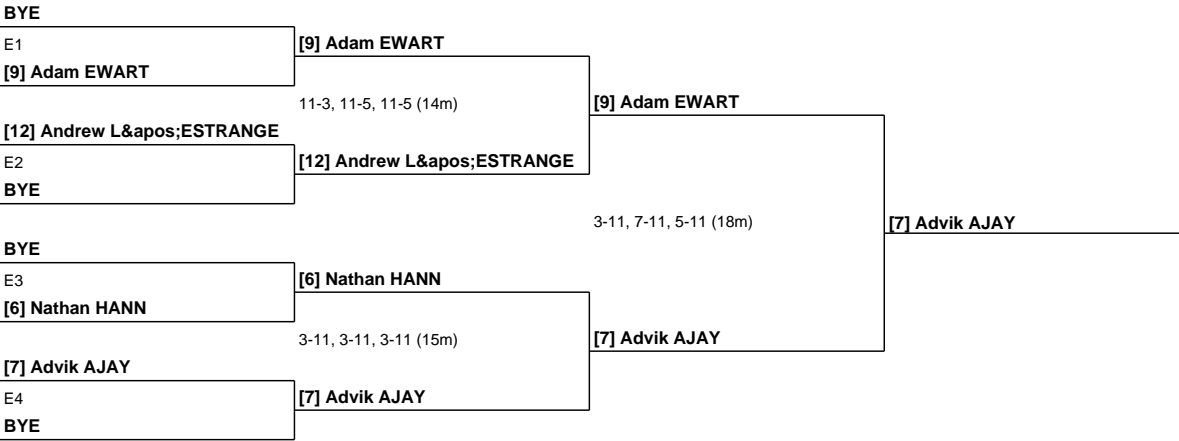 BYE
E1
[9] Adam EWART
[9] Adam EWART
11-3, 11-5, 11-5 (14m)
[9] Adam EWART
[12] Andrew L&apos;ESTRANGE
E2
[12] Andrew L&apos;ESTRANGE
BYE
3-11, 7-11, 5-11 (18m)
[7] Advik AJAY
BYE
E3
[6] Nathan HANN
[6] Nathan HANN
3-11, 3-11, 3-11 (15m)
[7] Advik AJAY
[7] Advik AJAY
E4
[7] Advik AJAY
BYE